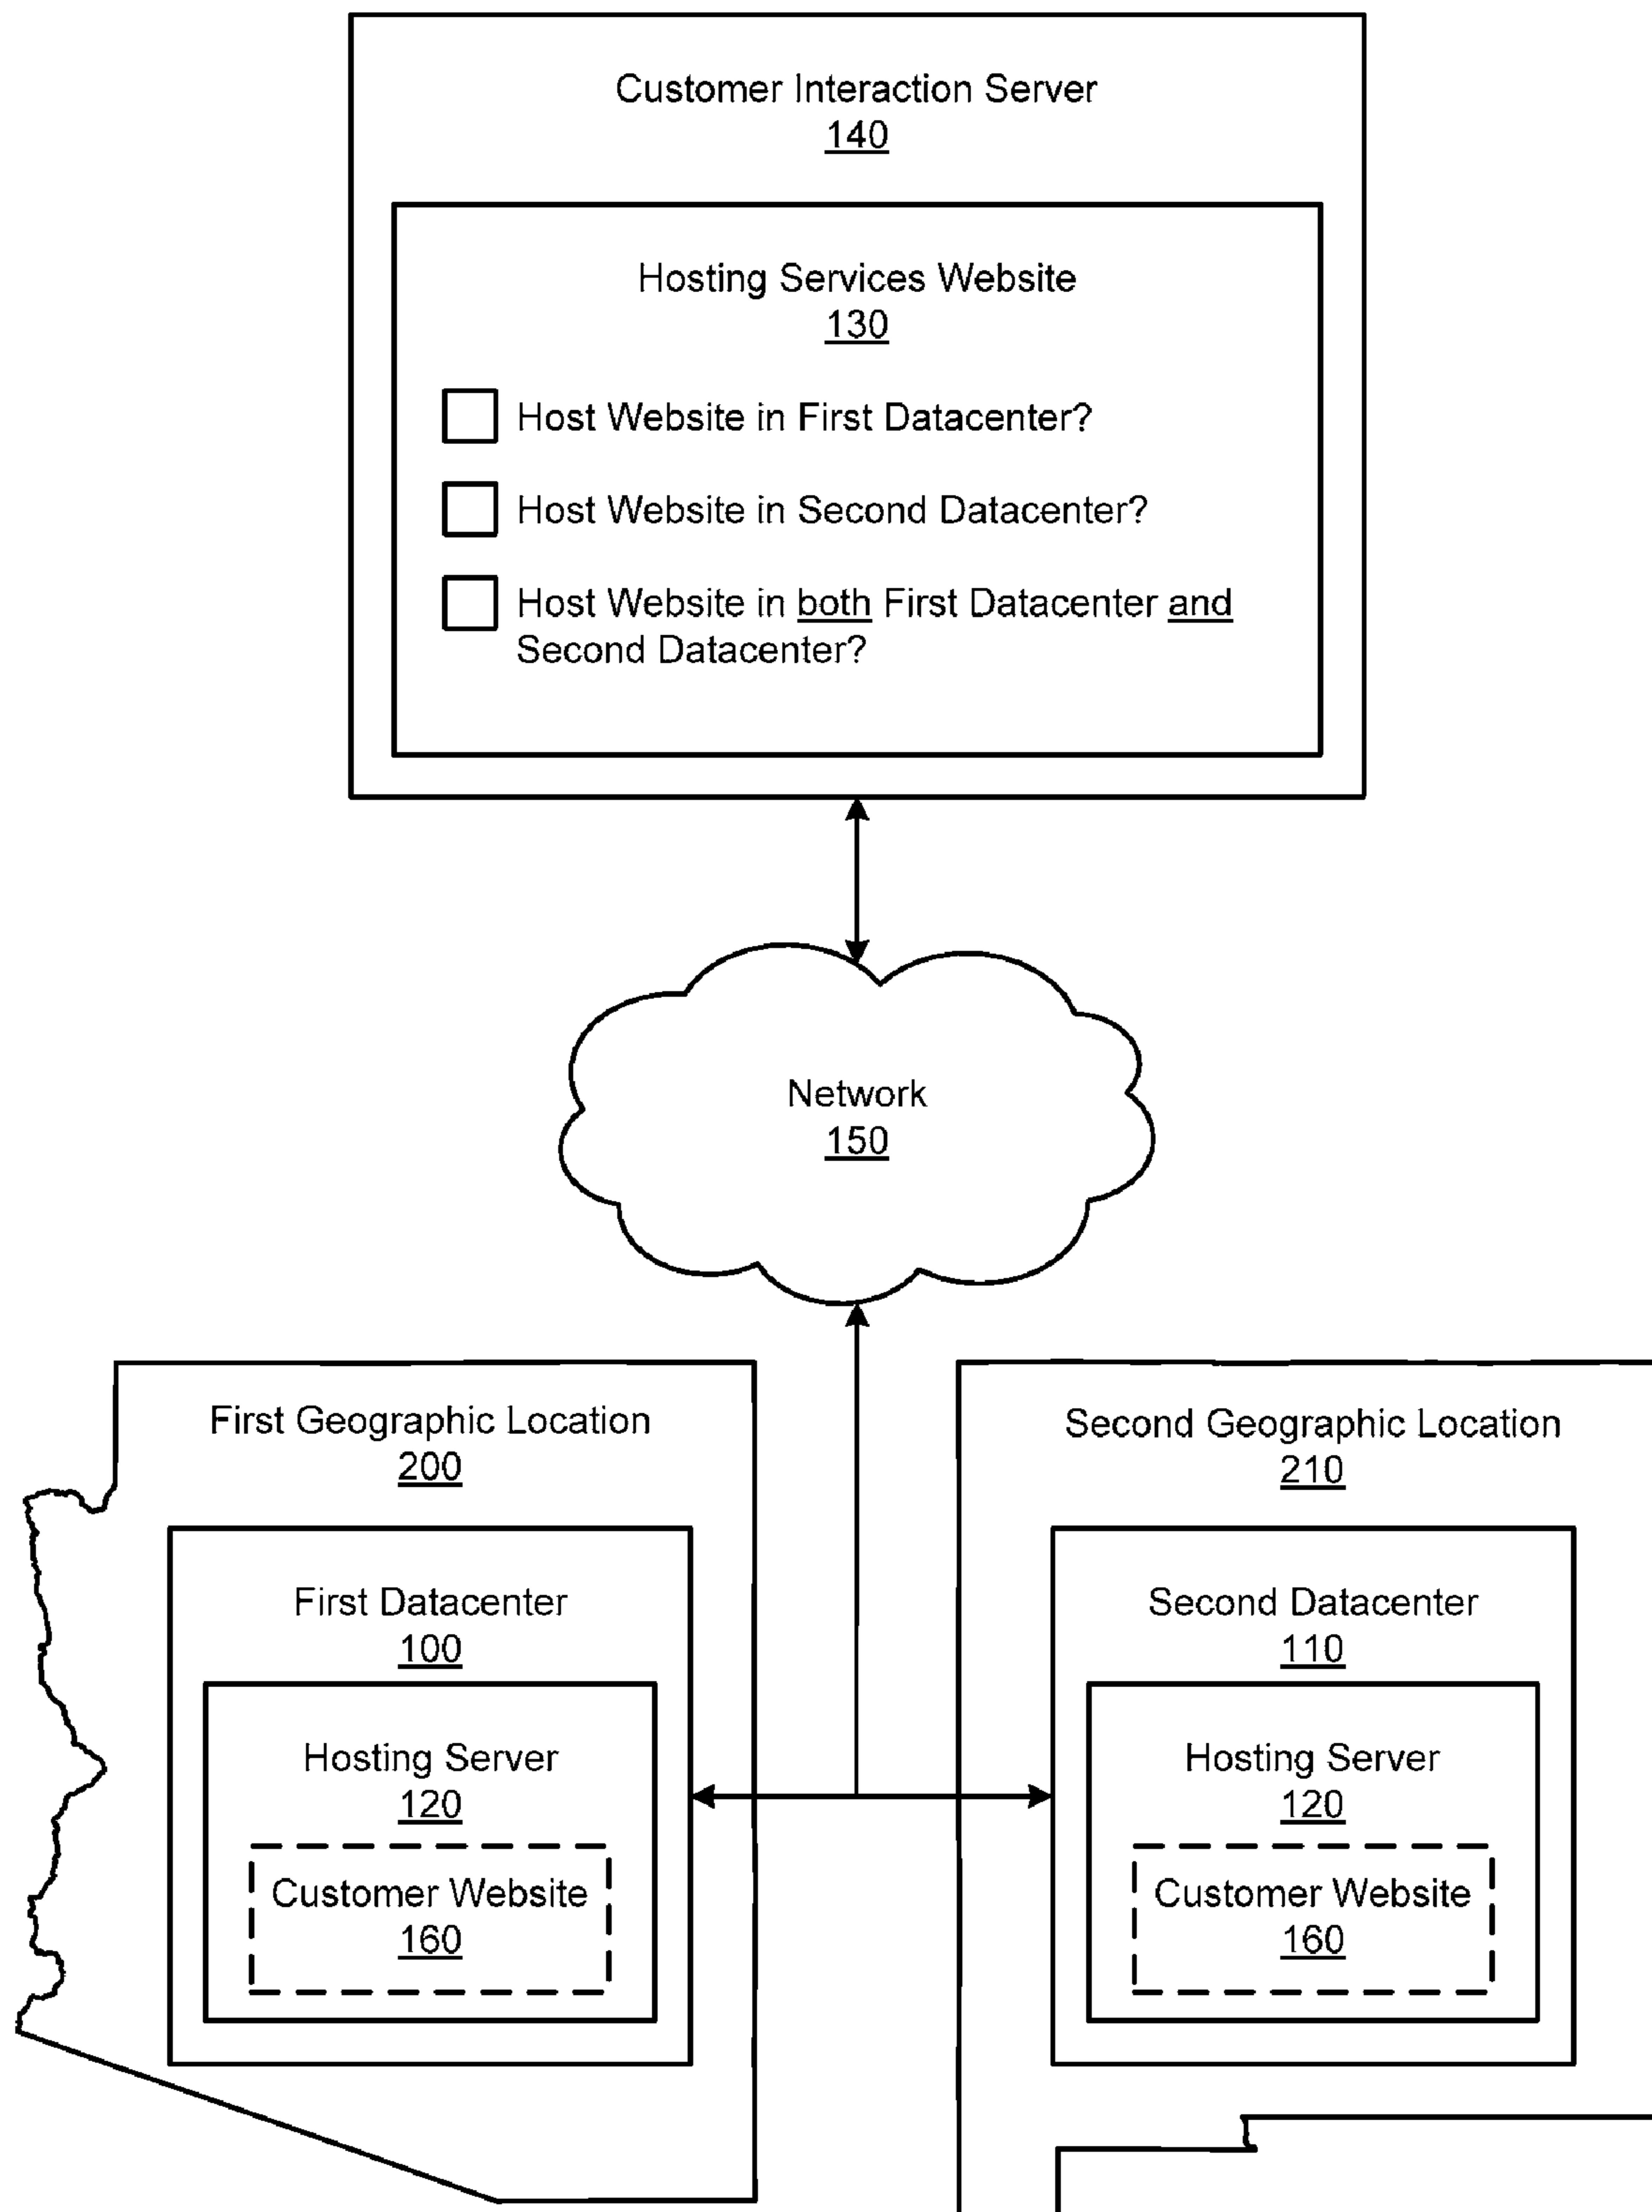 Customer Interaction Server
140
Hosting Services Website
130
Host Website in First Datacenter?
Host Website in Second Datacenter?
Host Website in both First Datacenter and
Second Datacenter?
Network
150
First Geographic Location
200
First Datacenter
100
Hosting Server
120
Customer Website
160
Second Geographic Location
210
Second Datacenter
110
Hosting Server
120
Customer Website
160